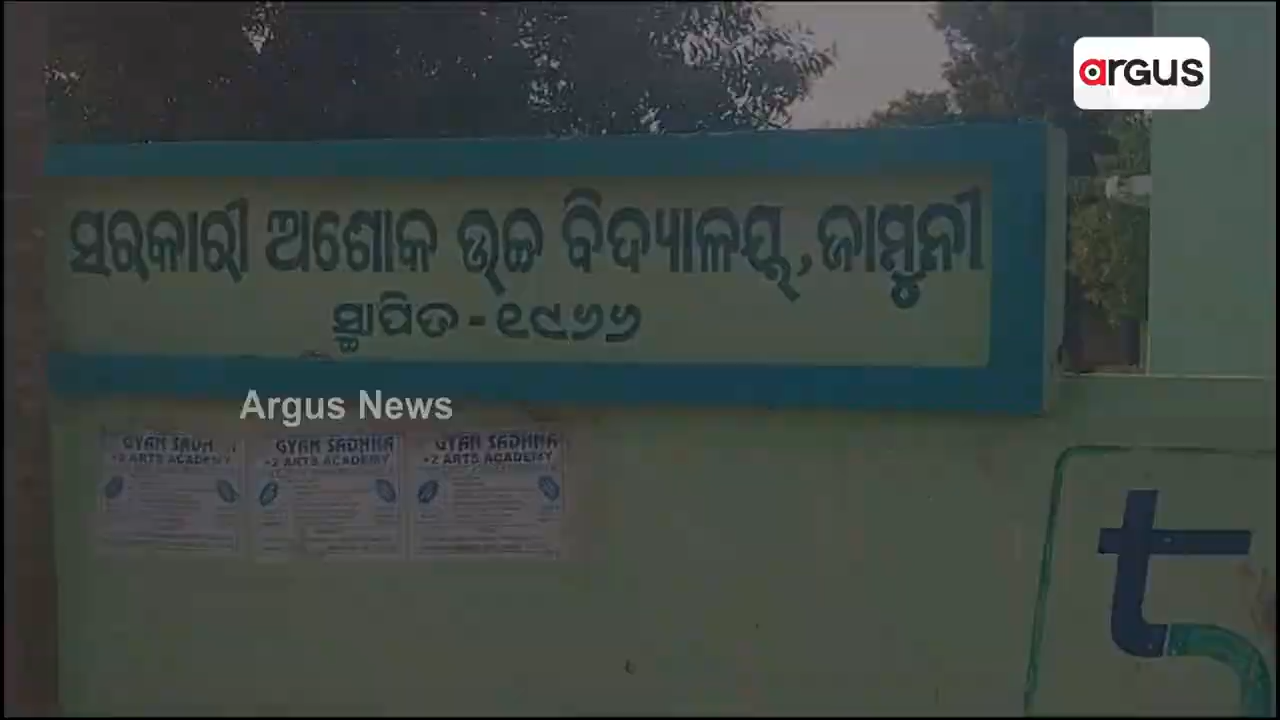 argus
ସରକାରୀ ଅଶୋକ ଉଚ୍ଚ ବିଦ୍ୟାଳୟ, ଜାମ୍ମୁନୀ
ସ୍ଥାପିତ - ୧୯୬୬
Argus News
GYAN SADHNA GYAN SADHNA GYAN SADHNA
+2 ARTS ACADEMY +2 ARTS ACADEMY +2 ARTS ACADEMY